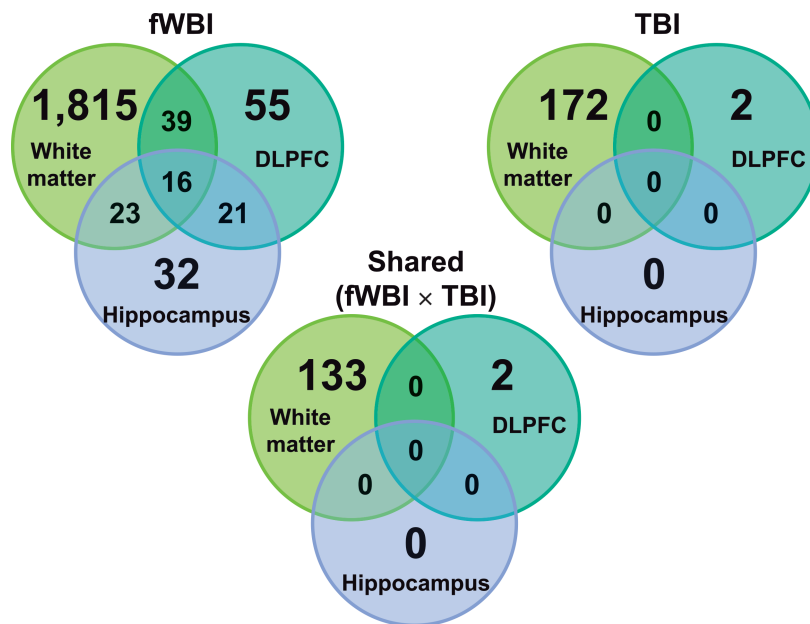 fWBI
1,815
39
55
White
matter
DLPFC
16
23
21
32
Hippocampus
TBI
172
0
2
White
matter
DLPFC
0
0
0
0
Hippocampus
Shared
(fWBI × TBI)
133
0
2
White
matter
DLPFC
0
0
0
0
Hippocampus